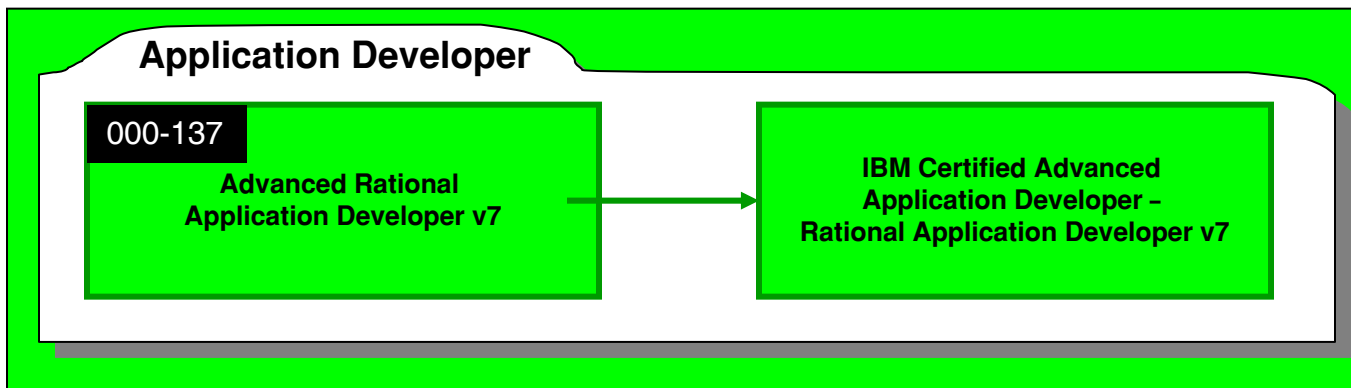 Application Developer
000-137
Advanced Rational
Application Developer v7
IBM Certified Advanced
Application Developer –
Rational Application Developer v7